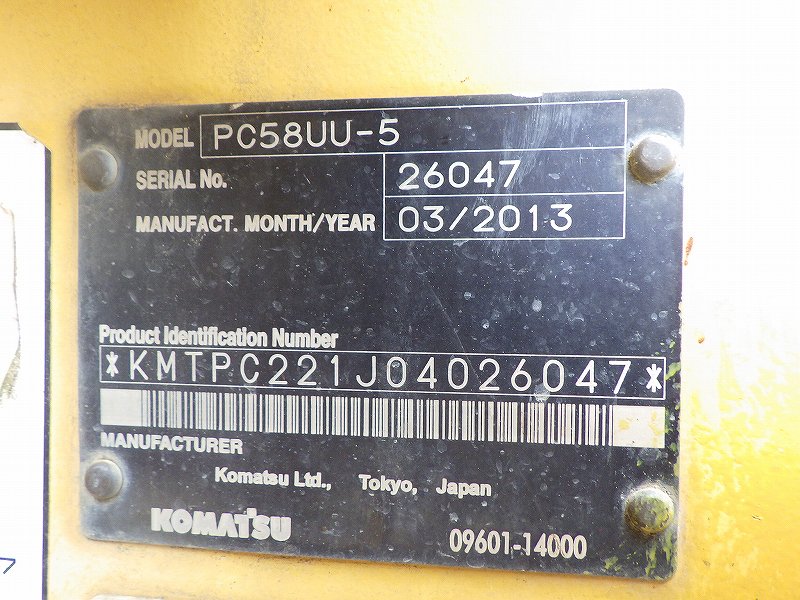 MODEL PC58UU-5
SERIAL No. 26047
MANUFACT. MONTH/YEAR 03/2013
Product Identification Number
*KMTPC221J04026047*
MANUFACTURER
Komatsu Ltd., Tokyo, Japan
KOMATSU
09601-14000